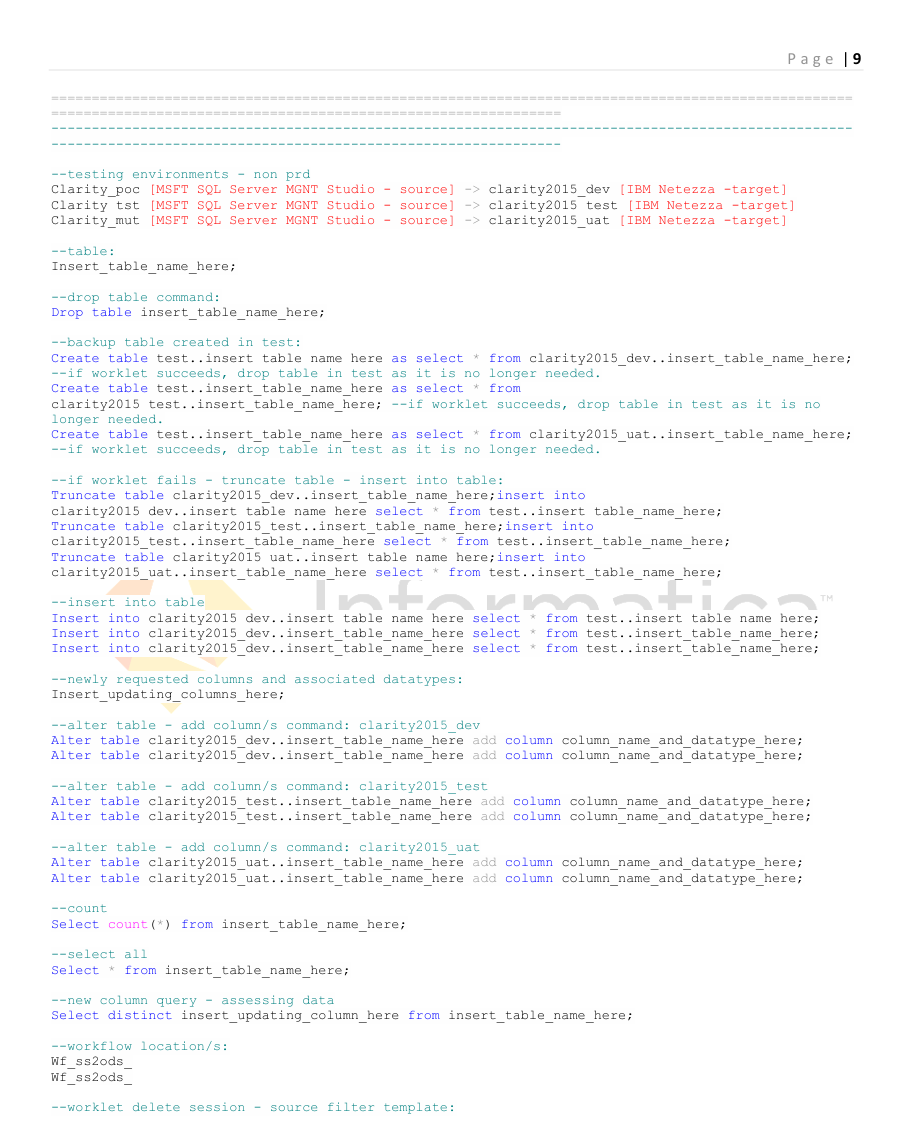 Page | 9
===================================================================================================
===============================================================
---------------------------------------------------------------------------------------------------
---------------------------------------------------------------
--testing environments - non prd
Clarity_poc [MSFT SQL Server MGNT Studio - source] -> clarity2015_dev [IBM Netezza -target]
Clarity tst [MSFT SQL Server MGNT Studio - source] -> clarity2015 test [IBM Netezza -target]
Clarity_mut [MSFT SQL Server MGNT Studio - source] -> clarity2015_uat [IBM Netezza -target]
--table:
Insert_table_name_here;
--drop table command:
Drop table insert_table_name_here;
--backup table created in test:
Create table test..insert table name here as select * from clarity2015_dev..insert_table_name_here;
--if worklet succeeds, drop table in test as it is no longer needed.
Create table test..insert_table_name_here as select * from
clarity2015 test..insert_table_name_here; --if worklet succeeds, drop table in test as it is no
longer needed.
Create table test..insert_table_name_here as select * from clarity2015_uat..insert_table_name_here;
--if worklet succeeds, drop table in test as it is no longer needed.
--if worklet fails - truncate table - insert into table:
Truncate table clarity2015_dev..insert_table_name_here;insert into
clarity2015 dev..insert table name here select * from test..insert table_name_here;
Truncate table clarity2015_test..insert_table_name_here;insert into
clarity2015_test..insert_table_name_here select * from test..insert_table_name_here;
Truncate table clarity2015 uat..insert table name here;insert into
clarity2015_uat..insert_table_name_here select * from test..insert_table_name_here;
--insert into table
Informatica™
Insert into clarity2015 dev..insert table name here select * from test..insert table name here;
Insert into clarity2015_dev..insert_table_name_here select * from test..insert_table_name_here;
Insert into clarity2015_dev..insert_table_name_here select * from test..insert_table_name_here;
--newly requested columns and associated datatypes:
Insert_updating_columns_here;
--alter table - add column/s command: clarity2015_dev
Alter table clarity2015_dev..insert_table_name_here add column column_name_and_datatype_here;
Alter table clarity2015_dev..insert_table_name_here add column column_name_and_datatype_here;
--alter table - add column/s command: clarity2015_test
Alter table clarity2015_test..insert_table_name_here add column column_name_and_datatype_here;
Alter table clarity2015_test..insert_table_name_here add column column_name_and_datatype_here;
--alter table - add column/s command: clarity2015_uat
Alter table clarity2015_uat..insert_table_name_here add column column_name_and_datatype_here;
Alter table clarity2015_uat..insert_table_name_here add column column_name_and_datatype_here;
--count
Select count(*) from insert_table_name_here;
--select all
Select * from insert_table_name_here;
--new column query - assessing data
Select distinct insert_updating_column_here from insert_table_name_here;
--workflow location/s:
Wf_ss2ods_
Wf_ss2ods_
--worklet delete session - source filter template: